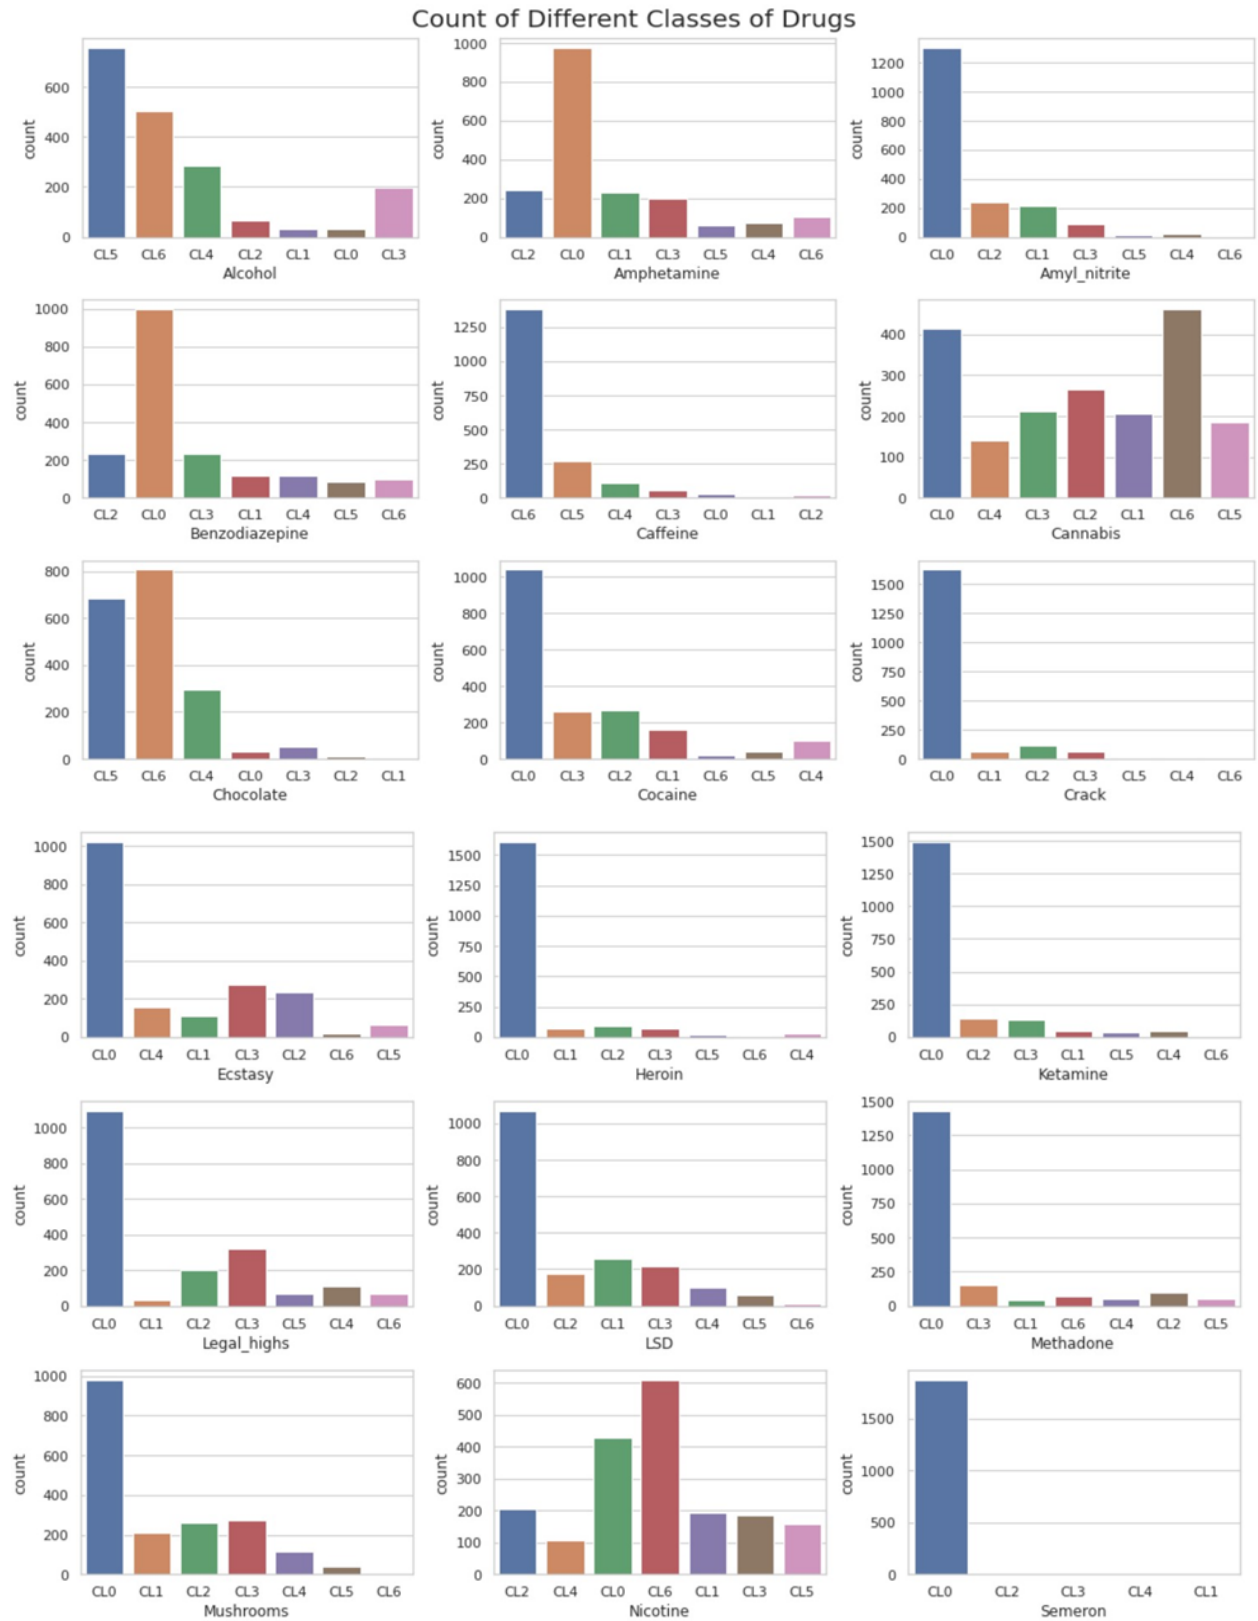 Count of Different Classes of Drugs
count
600
400
200
0
CL5 CL6 CL4 CL2 CL1 CL0 CL3
Alcohol
count
1000
800
600
400
200
0
CL2 CL0 CL1 CL3 CL5 CL4 CL6
Amphetamine
count
1200
1000
800
600
400
200
0
CL0 CL2 CL1 CL3 CL5 CL4 CL6
Amyl_nitrite
count
1000
800
600
400
200
0
CL2 CL0 CL3 CL1 CL4 CL5 CL6
Benzodiazepine
count
1250
1000
750
500
250
0
CL6 CL5 CL4 CL3 CL0 CL1 CL2
Caffeine
count
400
300
200
100
0
CL0 CL4 CL3 CL2 CL1 CL6 CL5
Cannabis
count
800
600
400
200
0
CL5 CL6 CL4 CL0 CL3 CL2 CL1
Chocolate
count
1000
800
600
400
200
0
CL0 CL3 CL2 CL1 CL6 CL5 CL4
Cocaine
count
1500
1250
1000
750
500
250
0
CL0 CL1 CL2 CL3 CL5 CL4 CL6
Crack
count
1000
800
600
400
200
0
CL0 CL4 CL1 CL3 CL2 CL6 CL5
Ecstasy
count
1500
1250
1000
750
500
250
0
CL0 CL1 CL2 CL3 CL5 CL6 CL4
Heroin
count
1500
1250
1000
750
500
250
0
CL0 CL2 CL3 CL1 CL5 CL4 CL6
Ketamine
count
1000
800
600
400
200
0
CL0 CL1 CL2 CL3 CL5 CL4 CL6
Legal_highs
count
1000
800
600
400
200
0
CL0 CL2 CL1 CL3 CL4 CL5 CL6
LSD
count
1500
1250
1000
750
500
250
0
CL0 CL3 CL1 CL6 CL4 CL2 CL5
Methadone
count
1000
800
600
400
200
0
CL0 CL1 CL2 CL3 CL4 CL5 CL6
Mushrooms
count
600
500
400
300
200
100
0
CL2 CL4 CL0 CL6 CL1 CL3 CL5
Nicotine
count
1500
1000
500
0
CL0 CL2 CL3 CL4 CL1
Semeron